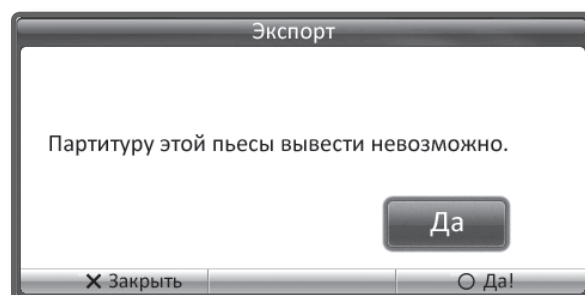 Экспорт
Партитуру этой пьесы вывести невозможно.
Да
✕ Закрыть
○ Да!